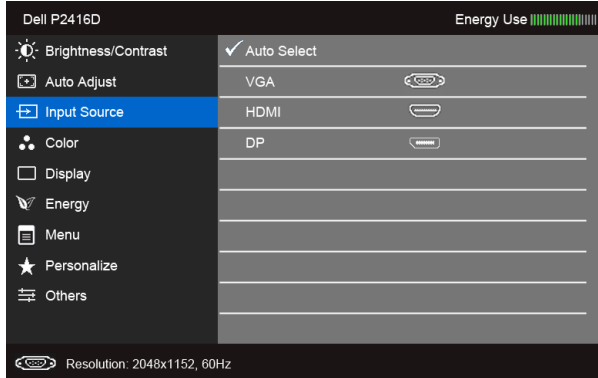 Dell P2416D Energy Use
Brightness/Contrast Auto Select
Auto Adjust VGA
Input Source HDMI
Color DP
Display
Energy
Menu
Personalize
Others
Resolution: 2048x1152, 60Hz